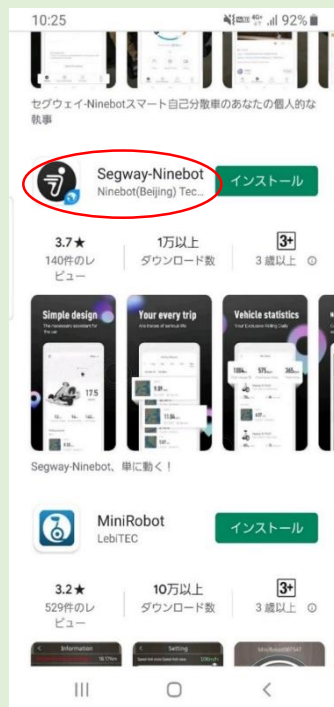 10:25
92%
セグウェイ-Ninebotスマート自己分散車のあなたの個人的な
執事
Segway-Ninebot
Ninebot(Beijing) Tec...
インストール
3.7★
1万以上
3+
140件のレ
ビュー
ダウンロード数
3 歳以上
Simple design
Your every trip
Vehicle statistics
17.5
Segway-Ninebot、単に動く！
MiniRobot
LebiTEC
インストール
3.2★
10万以上
3+
529件のレ
ビュー
ダウンロード数
3 歳以上
Information
Setting